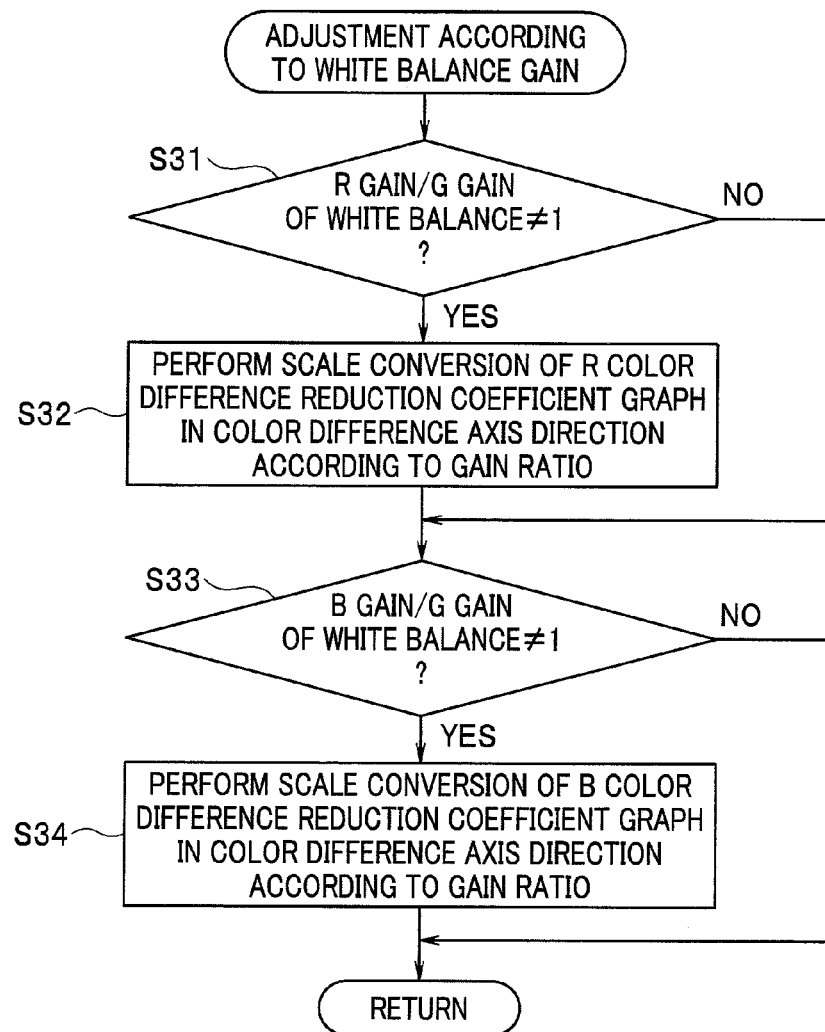 ADJUSTMENT ACCORDING
TO WHITE BALANCE GAIN
S31
R GAIN/G GAIN
OF WHITE BALANCE≠1
?
NO
YES
S32
PERFORM SCALE CONVERSION OF R COLOR
DIFFERENCE REDUCTION COEFFICIENT GRAPH
IN COLOR DIFFERENCE AXIS DIRECTION
ACCORDING TO GAIN RATIO
S33
B GAIN/G GAIN
OF WHITE BALANCE≠1
?
NO
YES
S34
PERFORM SCALE CONVERSION OF B COLOR
DIFFERENCE REDUCTION COEFFICIENT GRAPH
IN COLOR DIFFERENCE AXIS DIRECTION
ACCORDING TO GAIN RATIO
RETURN